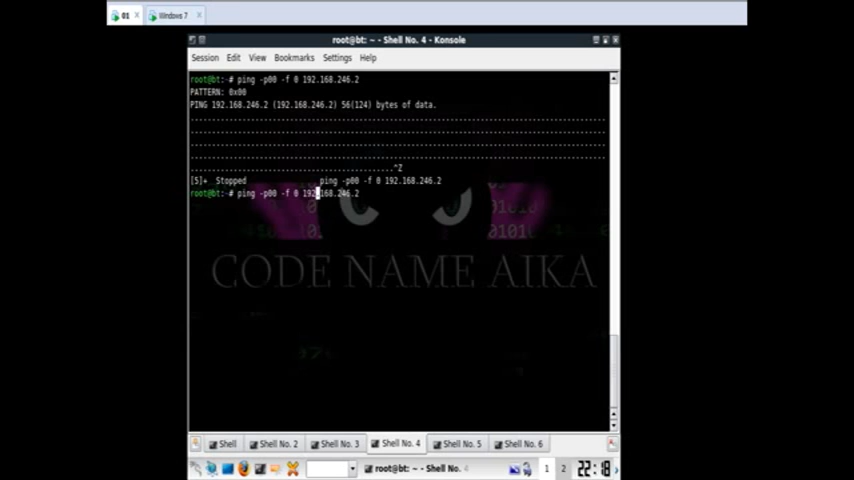 01 Windows 7
root@bt: ~ - Shell No. 4 - Konsole
Session Edit View Bookmarks Settings Help
root@bt:~# ping -p00 -f 0 192.168.246.2
PATTERN: 0x00
PING 192.168.246.2 (192.168.246.2) 56(124) bytes of data.
^Z
[5]+ Stopped ping -p00 -f 0 192.168.246.2
root@bt:~# ping -p00 -f 0 192.168.246.2
CODE NAME AIKA
Shell Shell No. 2 Shell No. 3 Shell No. 4 Shell No. 5 Shell No. 6
root@bt: ~ - Shell No. 4 1 2 22:18